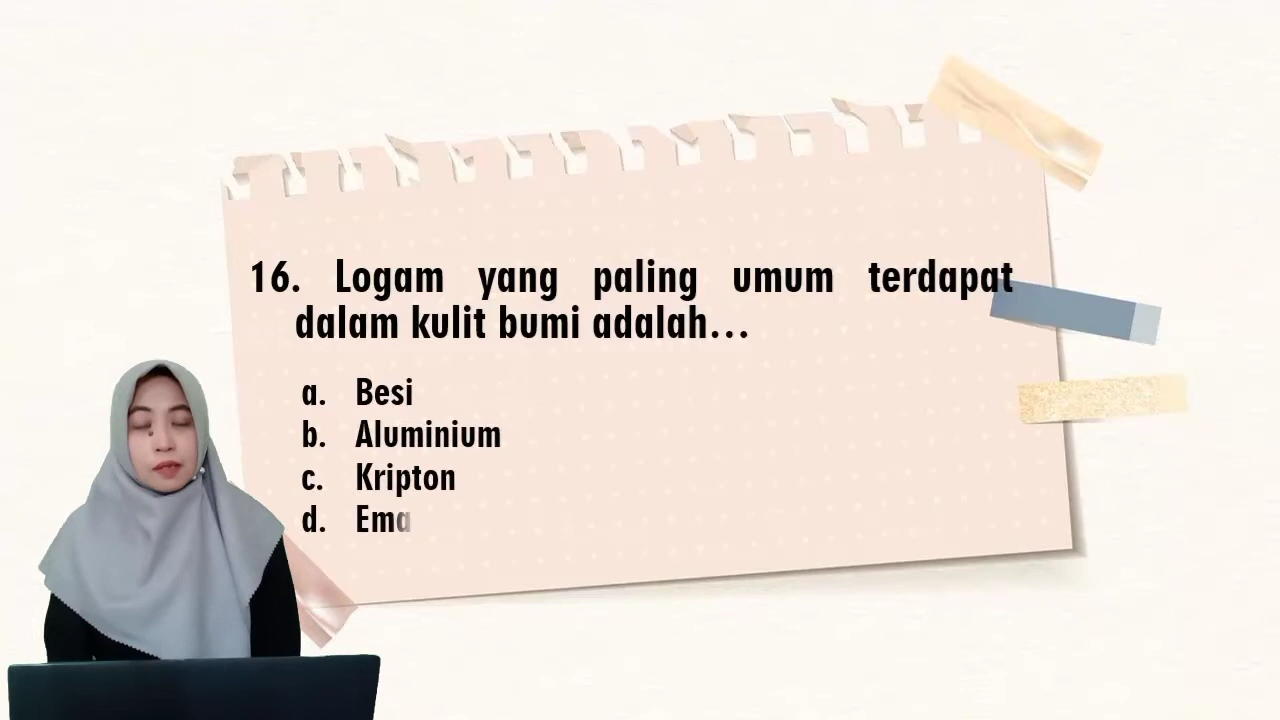 16. Logam yang paling umum terdapat
dalam kulit bumi adalah...
a. Besi
b. Aluminium
c. Kripton
d. Ema